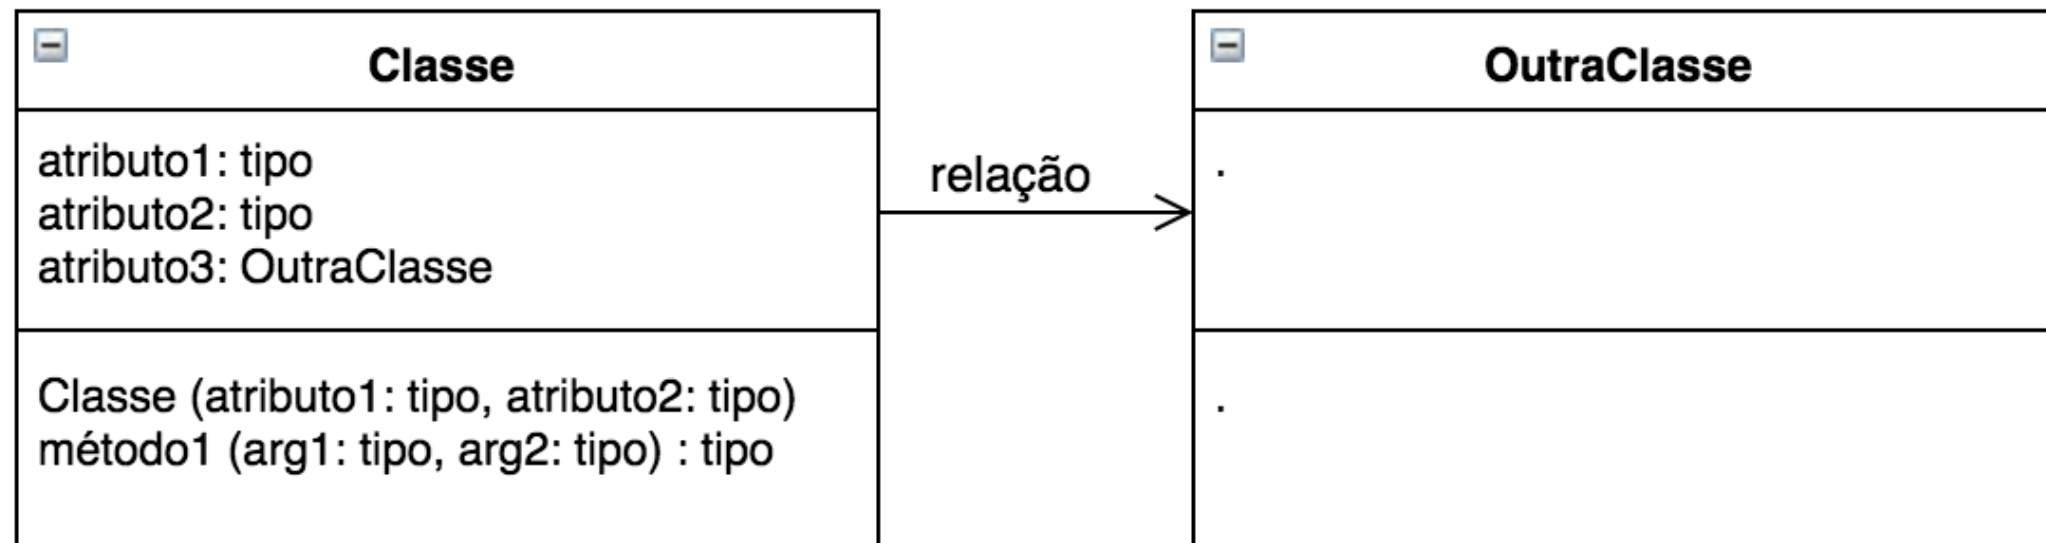 Classe
atributo1: tipo
atributo2: tipo
atributo3: OutraClasse
Classe (atributo1: tipo, atributo2: tipo)
método1 (arg1: tipo, arg2: tipo) : tipo
relação
OutraClasse
.
.